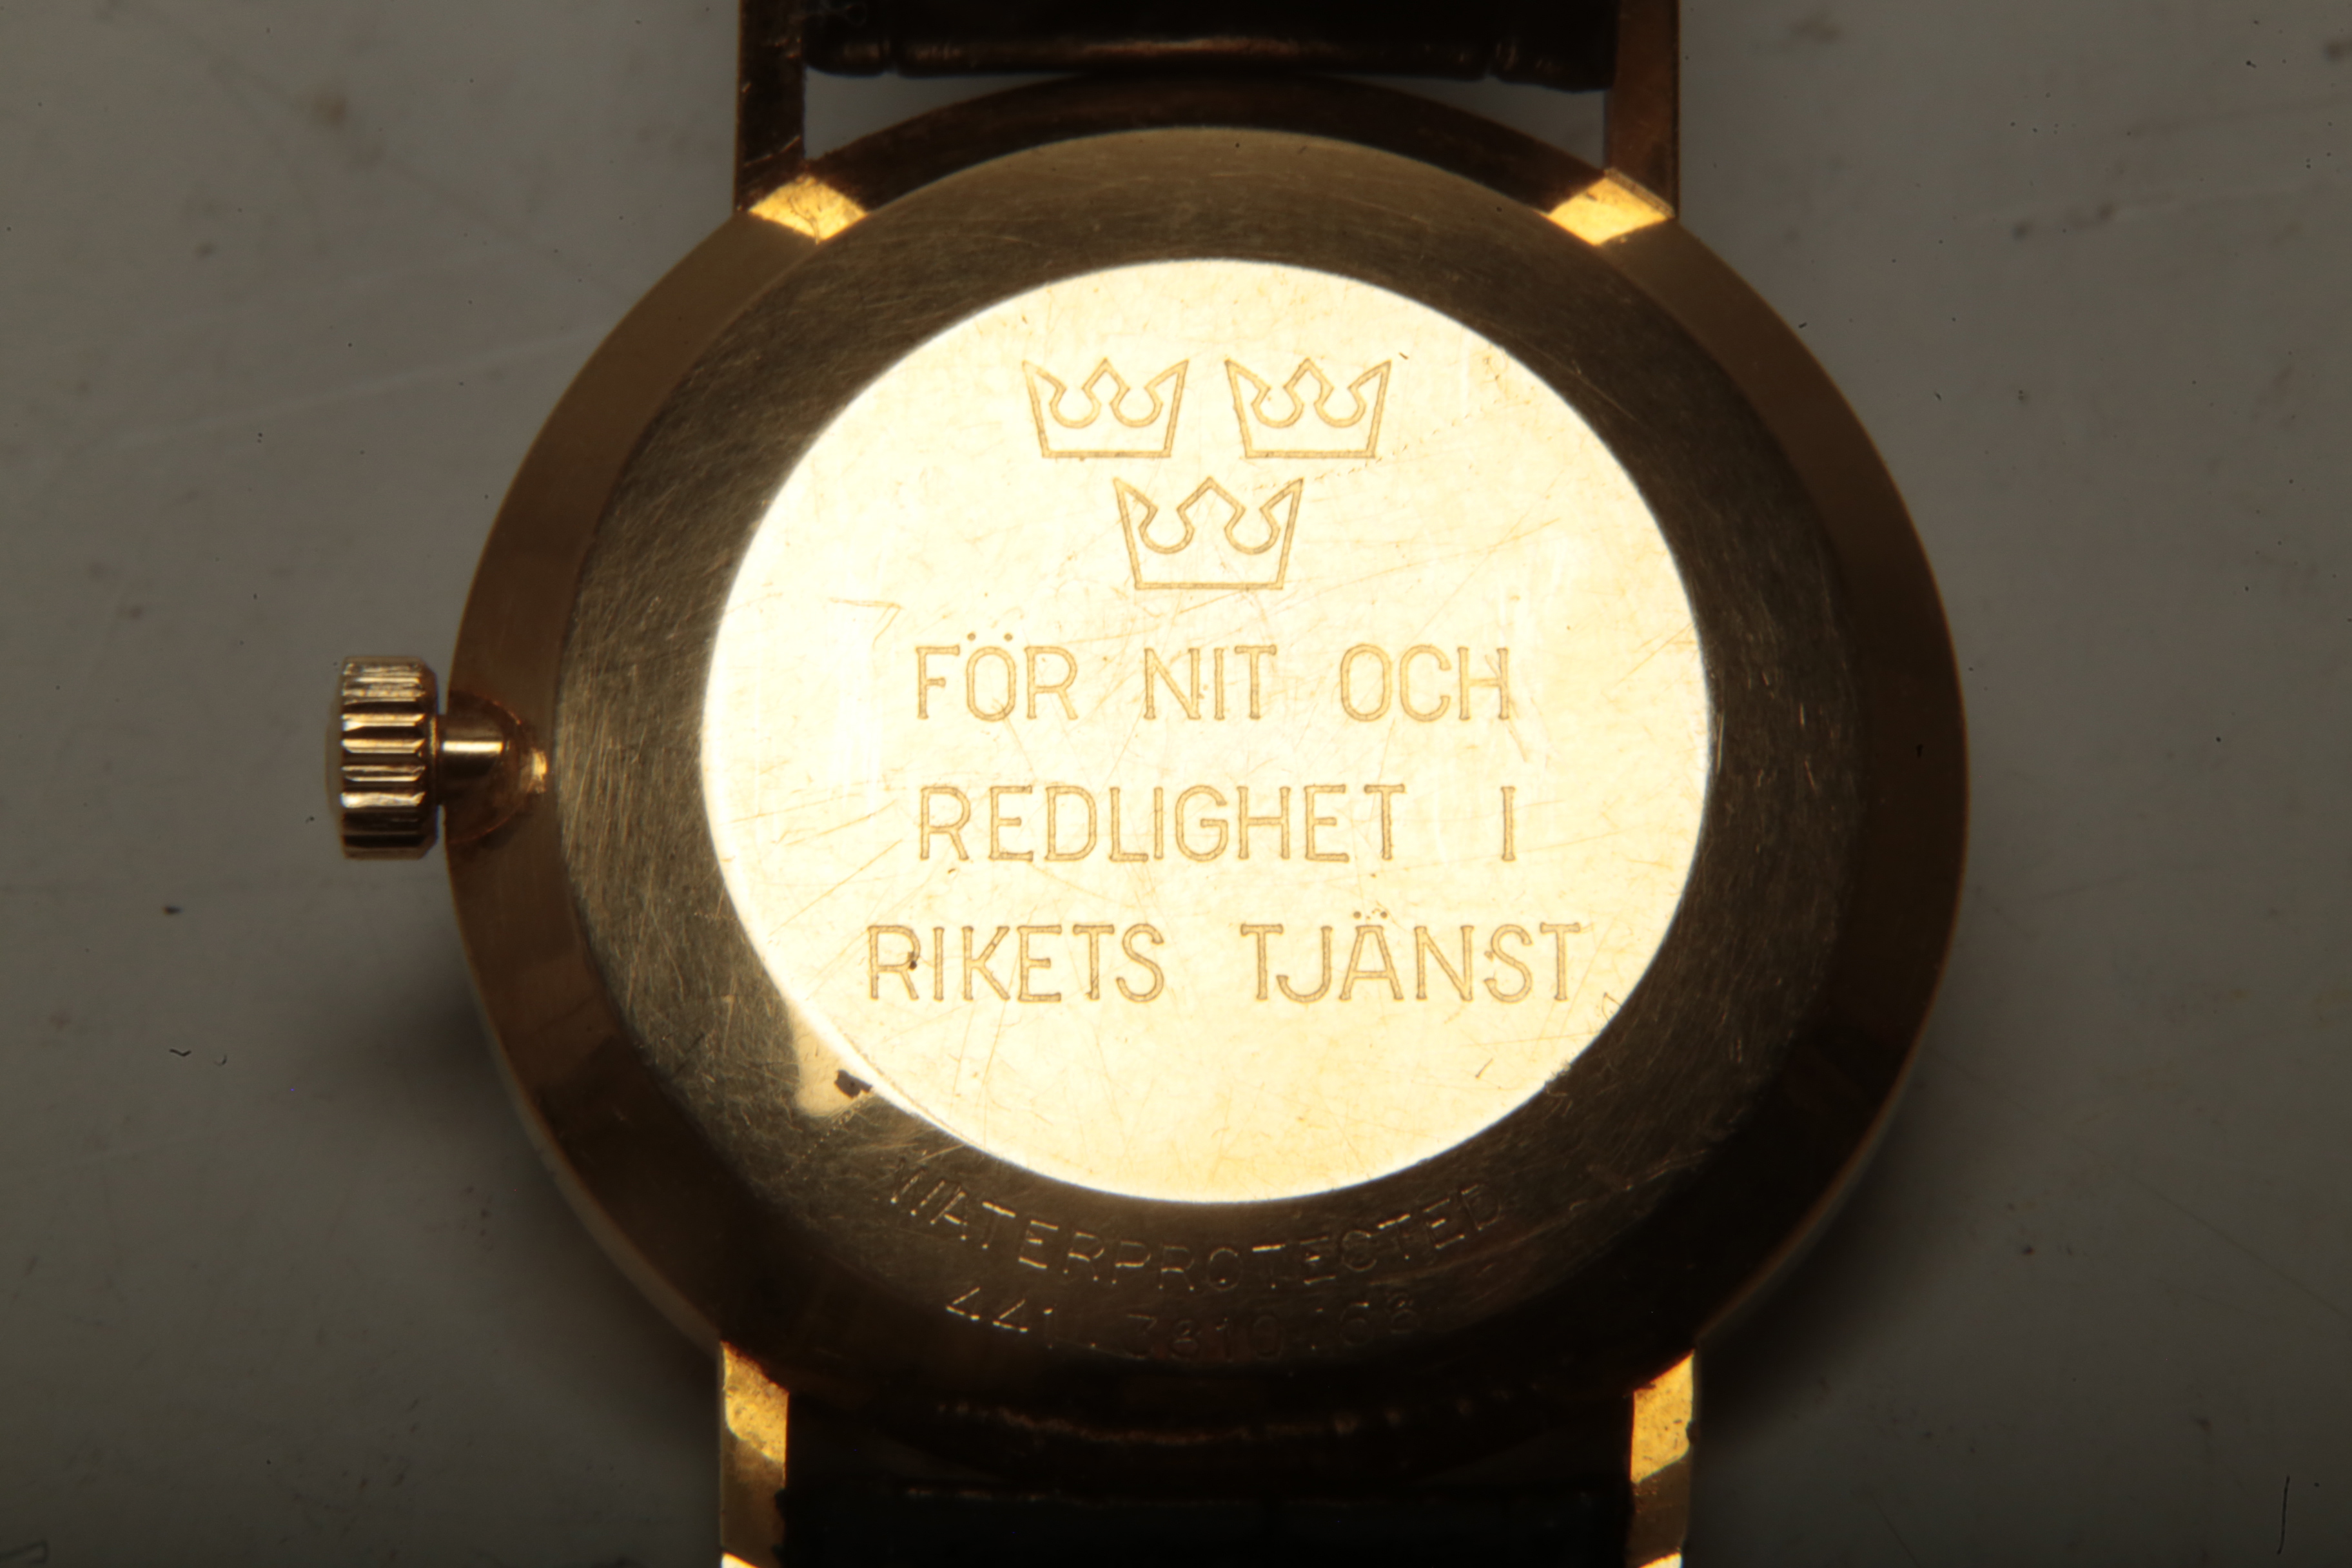 FÖR NIT OCH
REDLIGHET I
RIKETS TJÄNST
WATERPROTECTED